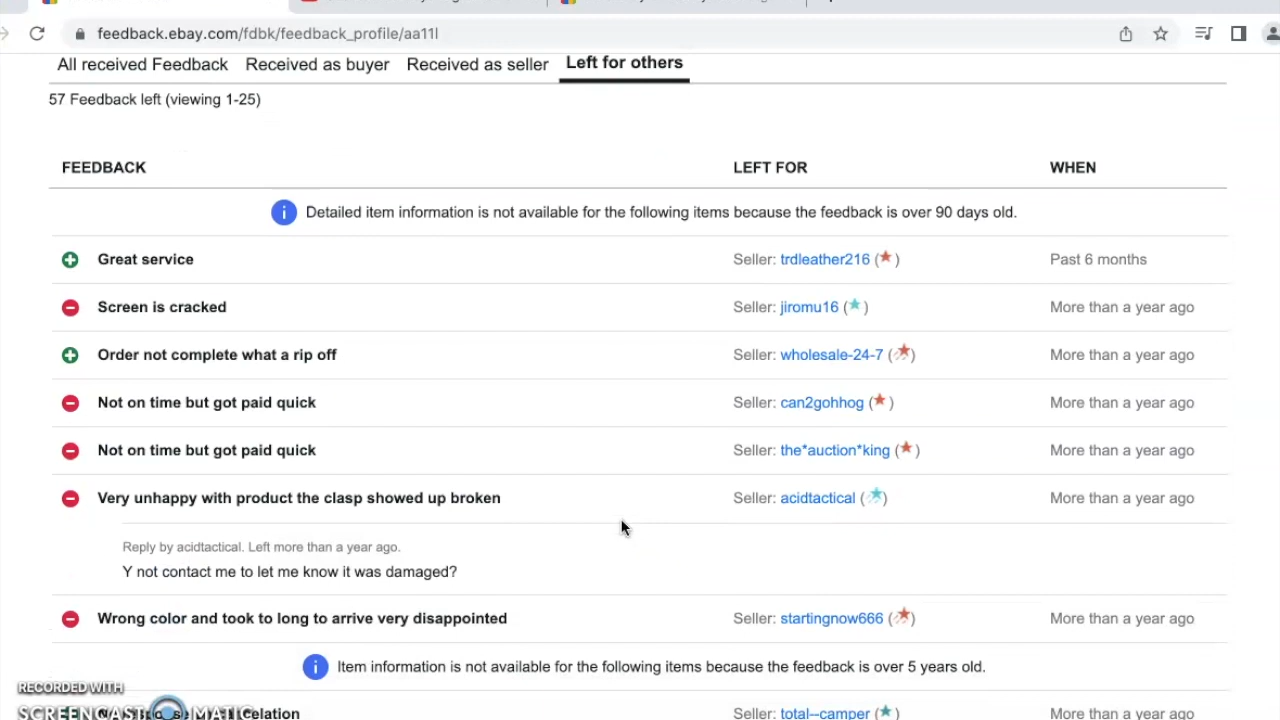 feedback.ebay.com/fdbk/feedback_profile/aa11l
All received Feedback Received as buyer Received as seller Left for others
57 Feedback left (viewing 1-25)
FEEDBACK LEFT FOR WHEN
Detailed item information is not available for the following items because the feedback is over 90 days old.
Great service Seller: trdleather216 ( ) Past 6 months
Screen is cracked Seller: jiromu16 ( ) More than a year ago
Order not complete what a rip off Seller: wholesale-24-7 ( ) More than a year ago
Not on time but got paid quick Seller: can2gohhog ( ) More than a year ago
Not on time but got paid quick Seller: the*auction*king ( ) More than a year ago
Very unhappy with product the clasp showed up broken Seller: acidtactical ( ) More than a year ago
Reply by acidtactical. Left more than a year ago.
Y not contact me to let me know it was damaged?
Wrong color and took to long to arrive very disappointed Seller: startingnow666 ( ) More than a year ago
Item information is not available for the following items because the feedback is over 5 years old.
RECORDED WITH
SCREENCAST MATIC
Seller: total--camper ( ) More than a year ago